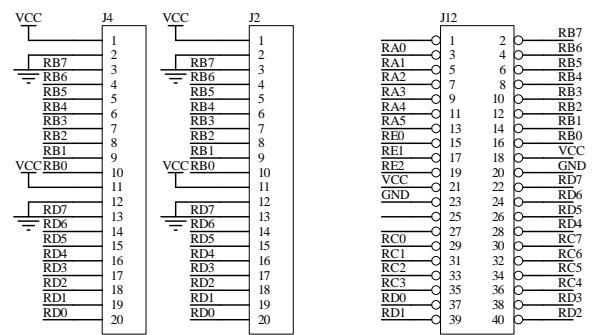 J4
VCC
1
2
RB7 3
RB6 4
RB5 5
RB4 6
RB3 7
RB2 8
RB1 9
VCC RB0 10
11
12
RD7 13
RD6 14
RD5 15
RD4 16
RD3 17
RD2 18
RD1 19
RD0 20
J2
VCC
1
2
RB7 3
RB6 4
RB5 5
RB4 6
RB3 7
RB2 8
RB1 9
VCC RB0 10
11
12
RD7 13
RD6 14
RD5 15
RD4 16
RD3 17
RD2 18
RD1 19
RD0 20
J12
1 2 RB7
RA0 3 4 RB6
RA1 5 6 RB5
RA2 7 8 RB4
RA3 9 10 RB3
RA4 11 12 RB2
RA5 13 14 RB1
RE0 15 16 RB0
RE1 17 18 VCC
RE2 19 20 GND
VCC 21 22 RD7
GND 23 24 RD6
25 26 RD5
27 28 RD4
RC0 29 30 RC7
RC1 31 32 RC6
RC2 33 34 RC5
RC3 35 36 RC4
RD0 37 38 RD3
RD1 39 40 RD2